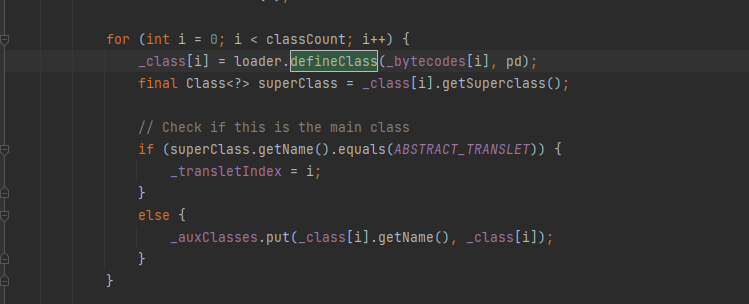 for (int i = 0; i < classCount; i++) {
_class[i] = loader.defineClass(_bytecodes[i], pd);
final Class<?> superClass = _class[i].getSuperclass();
// Check if this is the main class
if (superClass.getName().equals(ABSTRACT_TRANSLET)) {
_transletIndex = i;
}
else {
_auxClasses.put(_class[i].getName(), _class[i]);
}
}